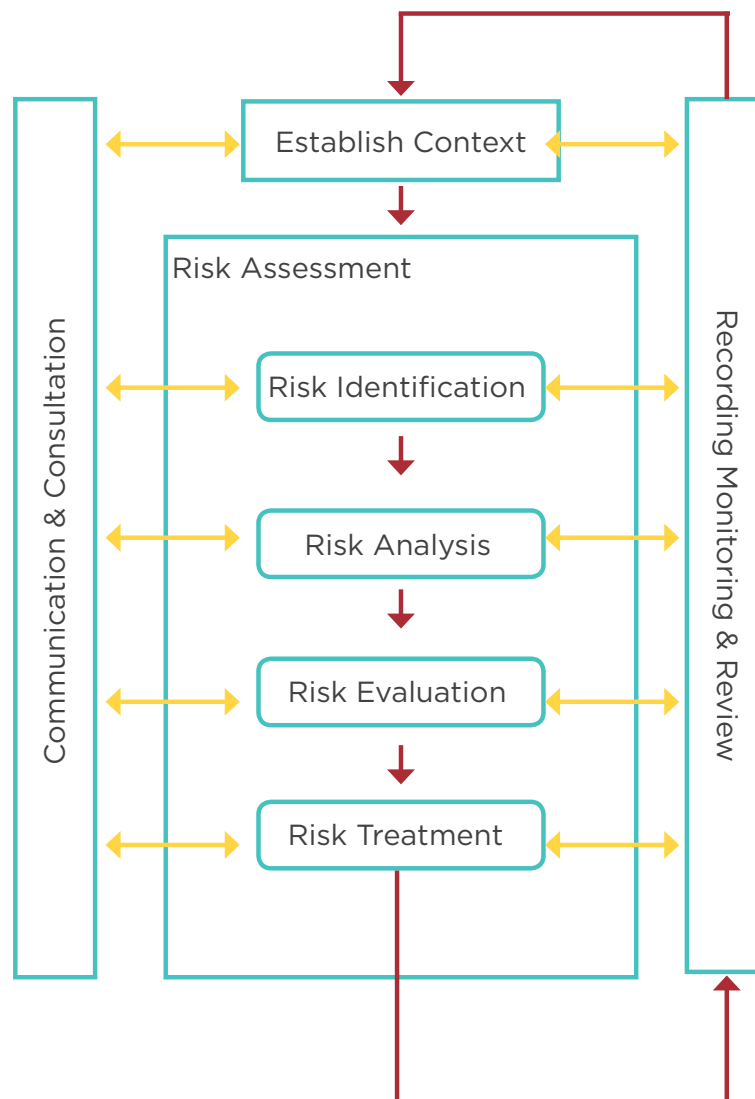 Establish Context
Risk Assessment
Communication & Consultation
Risk Identification
Risk Analysis
Risk Evaluation
Risk Treatment
Recording Monitoring & Review